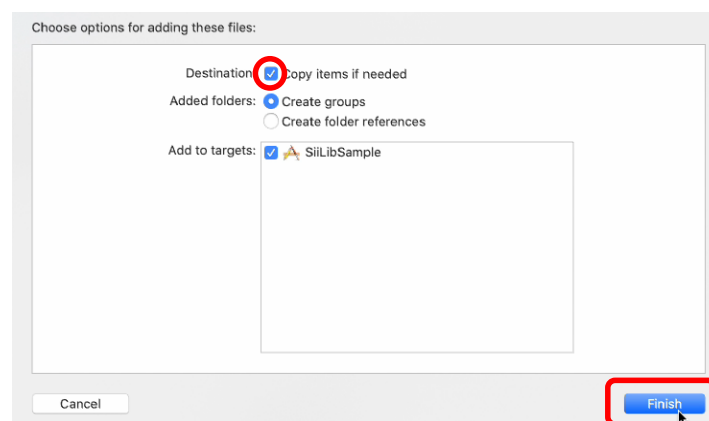 Choose options for adding these files:
Destination Copy items if needed
Added folders: Create groups
Create folder references
Add to targets: SiiLibSample
Cancel Finish